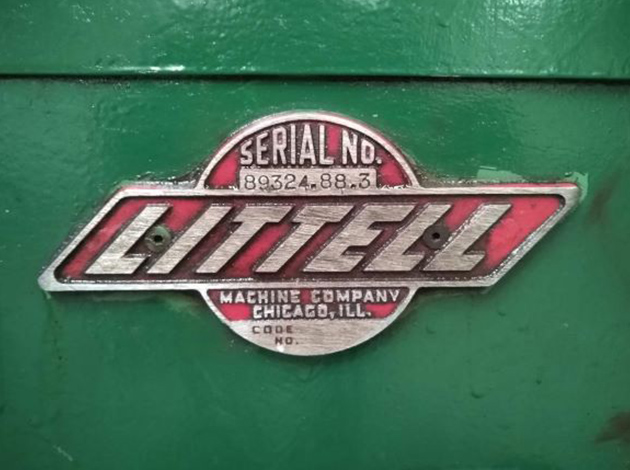 SERIAL NO.
89324.88.3
LITTELL
MACHINE COMPANY
CHICAGO, ILL.
CODE
NO.